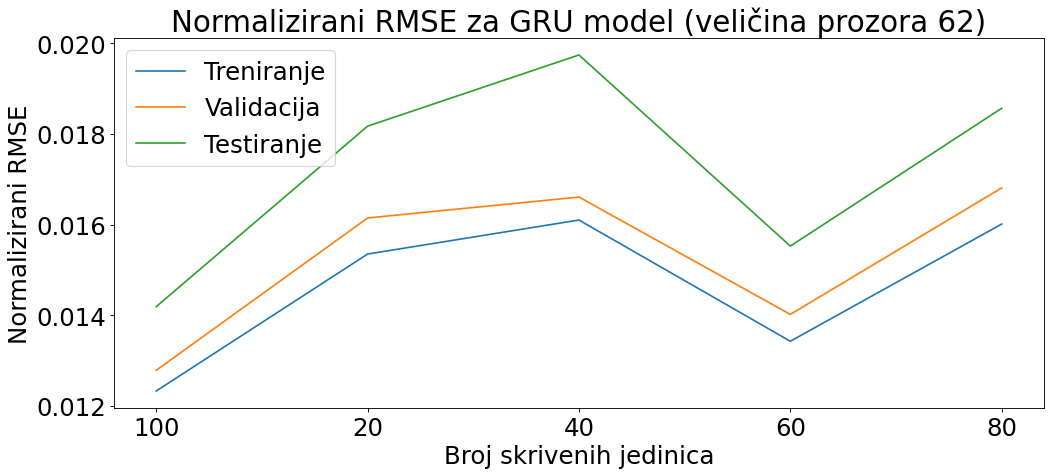 Normalizirani RMSE za GRU model (veličina prozora 62)
Normalizirani RMSE
0.020
0.018
0.016
0.014
0.012
Treniranje
Validacija
Testiranje
100 20 40 60 80
Broj skrivenih jedinica